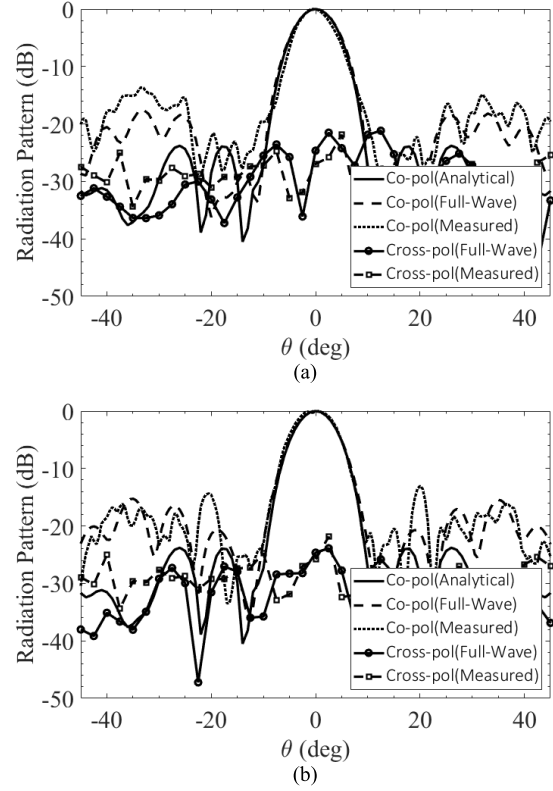 0
-10
-20
-30
-40
-50
Radiation Pattern (dB)
Co-pol(Analytical)
Co-pol(Full-Wave)
Co-pol(Measured)
Cross-pol(Full-Wave)
Cross-pol(Measured)
-40 -20 0 20 40
θ (deg)
(a)
0
-10
-20
-30
-40
-50
Radiation Pattern (dB)
Co-pol(Analytical)
Co-pol(Full-Wave)
Co-pol(Measured)
Cross-pol(Full-Wave)
Cross-pol(Measured)
-40 -20 0 20 40
θ (deg)
(b)